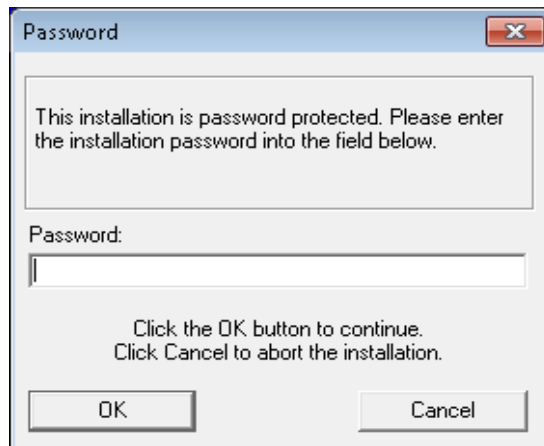 Password
This installation is password protected. Please enter
the installation password into the field below.
Password:
Click the OK button to continue.
Click Cancel to abort the installation.
OK
Cancel